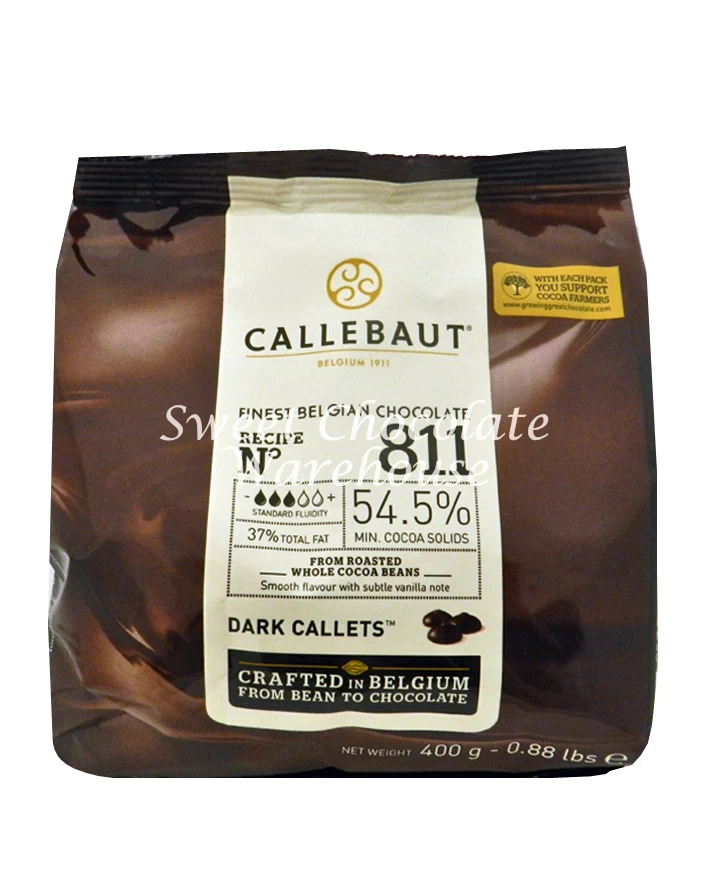 WITH EACH PACK
YOU SUPPORT
COCOA FARMERS
www.growinggreatchocolate.com
CALLEBAUT®
BELGIUM 1911
FINEST BELGIAN CHOCOLATE
Sweet Chocolate
Warehouse
RECIPE
Nº 811
- +
STANDARD FLUIDITY
37% TOTAL FAT
54.5%
MIN. COCOA SOLIDS
FROM ROASTED
WHOLE COCOA BEANS
Smooth flavour with subtle vanilla note
DARK CALLETS™
CRAFTED IN BELGIUM
FROM BEAN TO CHOCOLATE
NET WEIGHT 400 g - 0.88 lbs e